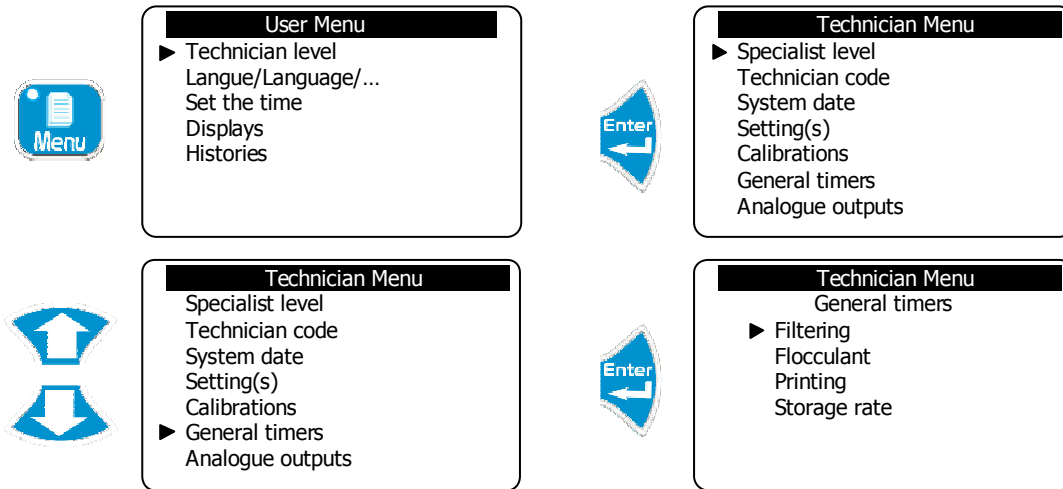 User Menu
Technician level
Langue/Language/…
Set the time
Displays
Histories
Menu
Technician Menu
Specialist level
Technician code
System date
Setting(s)
Calibrations
General timers
Analogue outputs
Enter
Technician Menu
Specialist level
Technician code
System date
Setting(s)
Calibrations
General timers
Analogue outputs
Technician Menu
General timers
Filtering
Flocculant
Printing
Storage rate
Enter